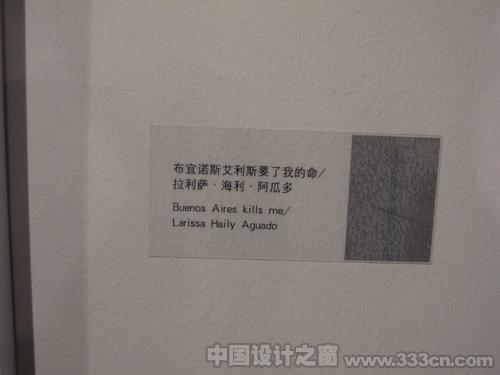 布宜诺斯艾利斯要了我的命/
拉利萨·海利·阿瓜多
Buenos Aires kills me/
Larissa Haily Aguado
中国设计之窗
www.333cn.com